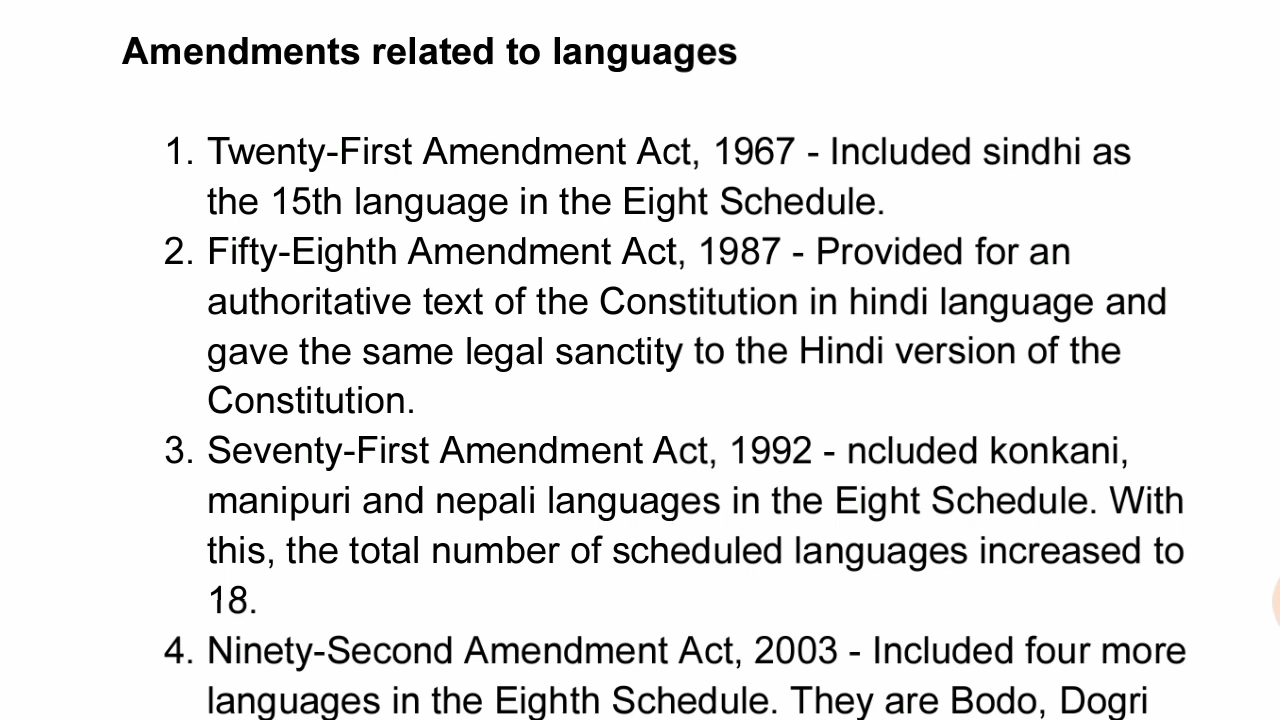 Amendments related to languages
1. Twenty-First Amendment Act, 1967 - Included sindhi as
the 15th language in the Eight Schedule.
2. Fifty-Eighth Amendment Act, 1987 - Provided for an
authoritative text of the Constitution in hindi language and
gave the same legal sanctity to the Hindi version of the
Constitution.
3. Seventy-First Amendment Act, 1992 - ncluded konkani,
manipuri and nepali languages in the Eight Schedule. With
this, the total number of scheduled languages increased to
18.
4. Ninety-Second Amendment Act, 2003 - Included four more
languages in the Eighth Schedule. They are Bodo, Dogri